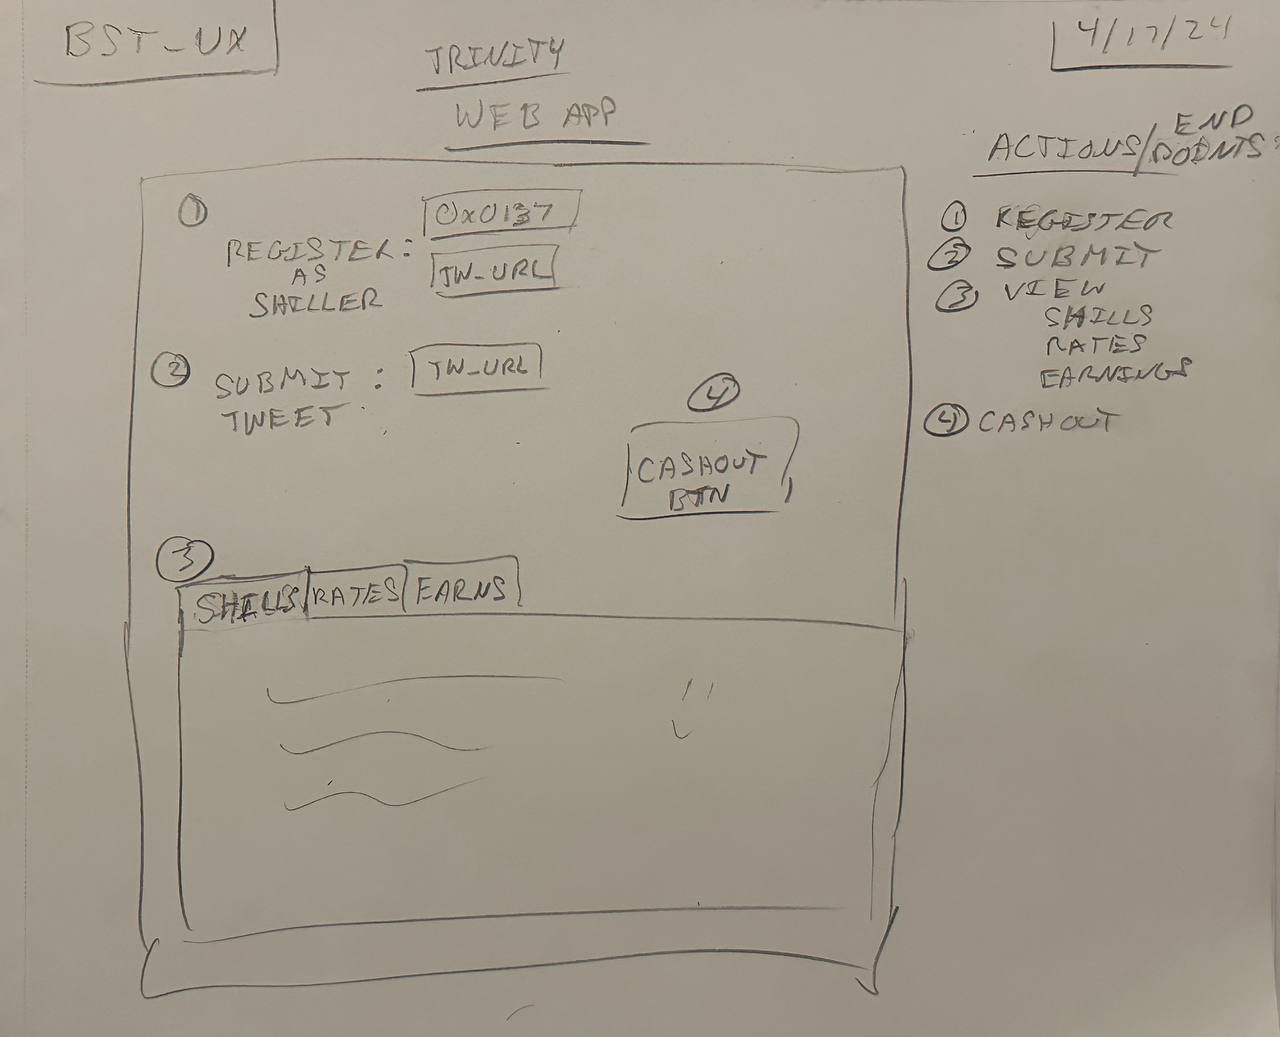 BST_UX
4/17/24
TRINITY
WEB APP
ACTIONS/END POINTS
① REGISTER
② SUBMIT
③ VIEW
SHILLS
RATES
EARNINGS
④ CASHOUT
①
REGISTER:
AS
SHILLER
0x0137
TW_URL
②
SUBMIT:
TWEET
TW_URL
④
CASHOUT
BTN
③
SHILLS RATES EARNS